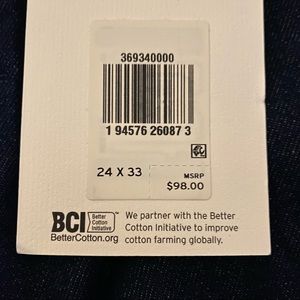 369340000
1 94576 26087 3
24 X 33
MSRP
$98.00
BCI Better Cotton Initiative™
BetterCotton.org
We partner with the Better
Cotton Initiative to improve
cotton farming globally.